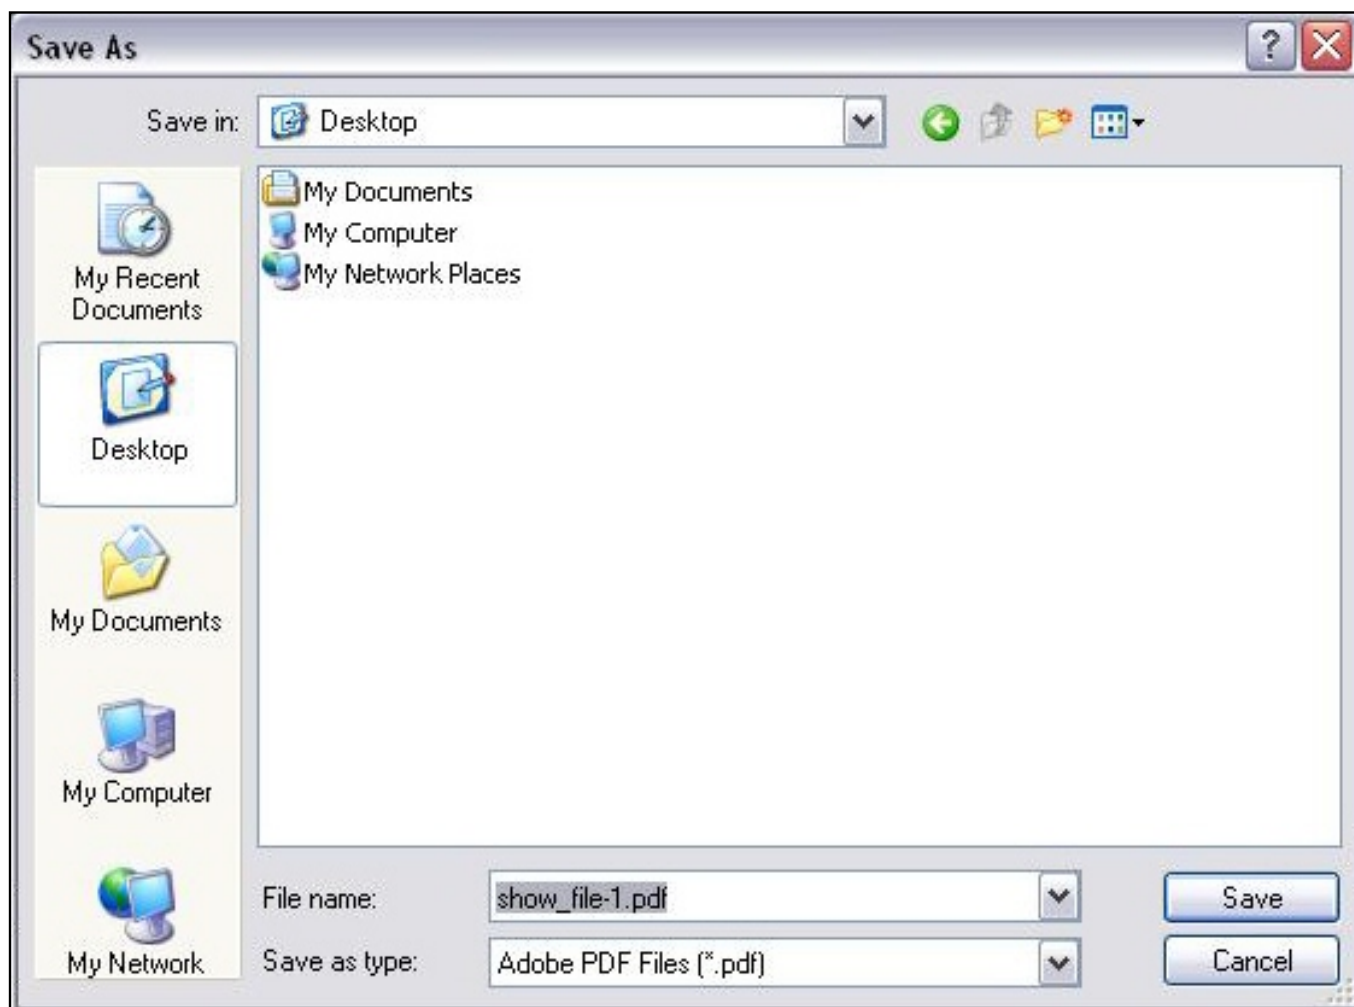 Save As
Save in: Desktop
My Recent
Documents
Desktop
My Documents
My Computer
My Network
My Documents
My Computer
My Network Places
File name: show_file-1.pdf Save
Save as type: Adobe PDF Files (*.pdf) Cancel